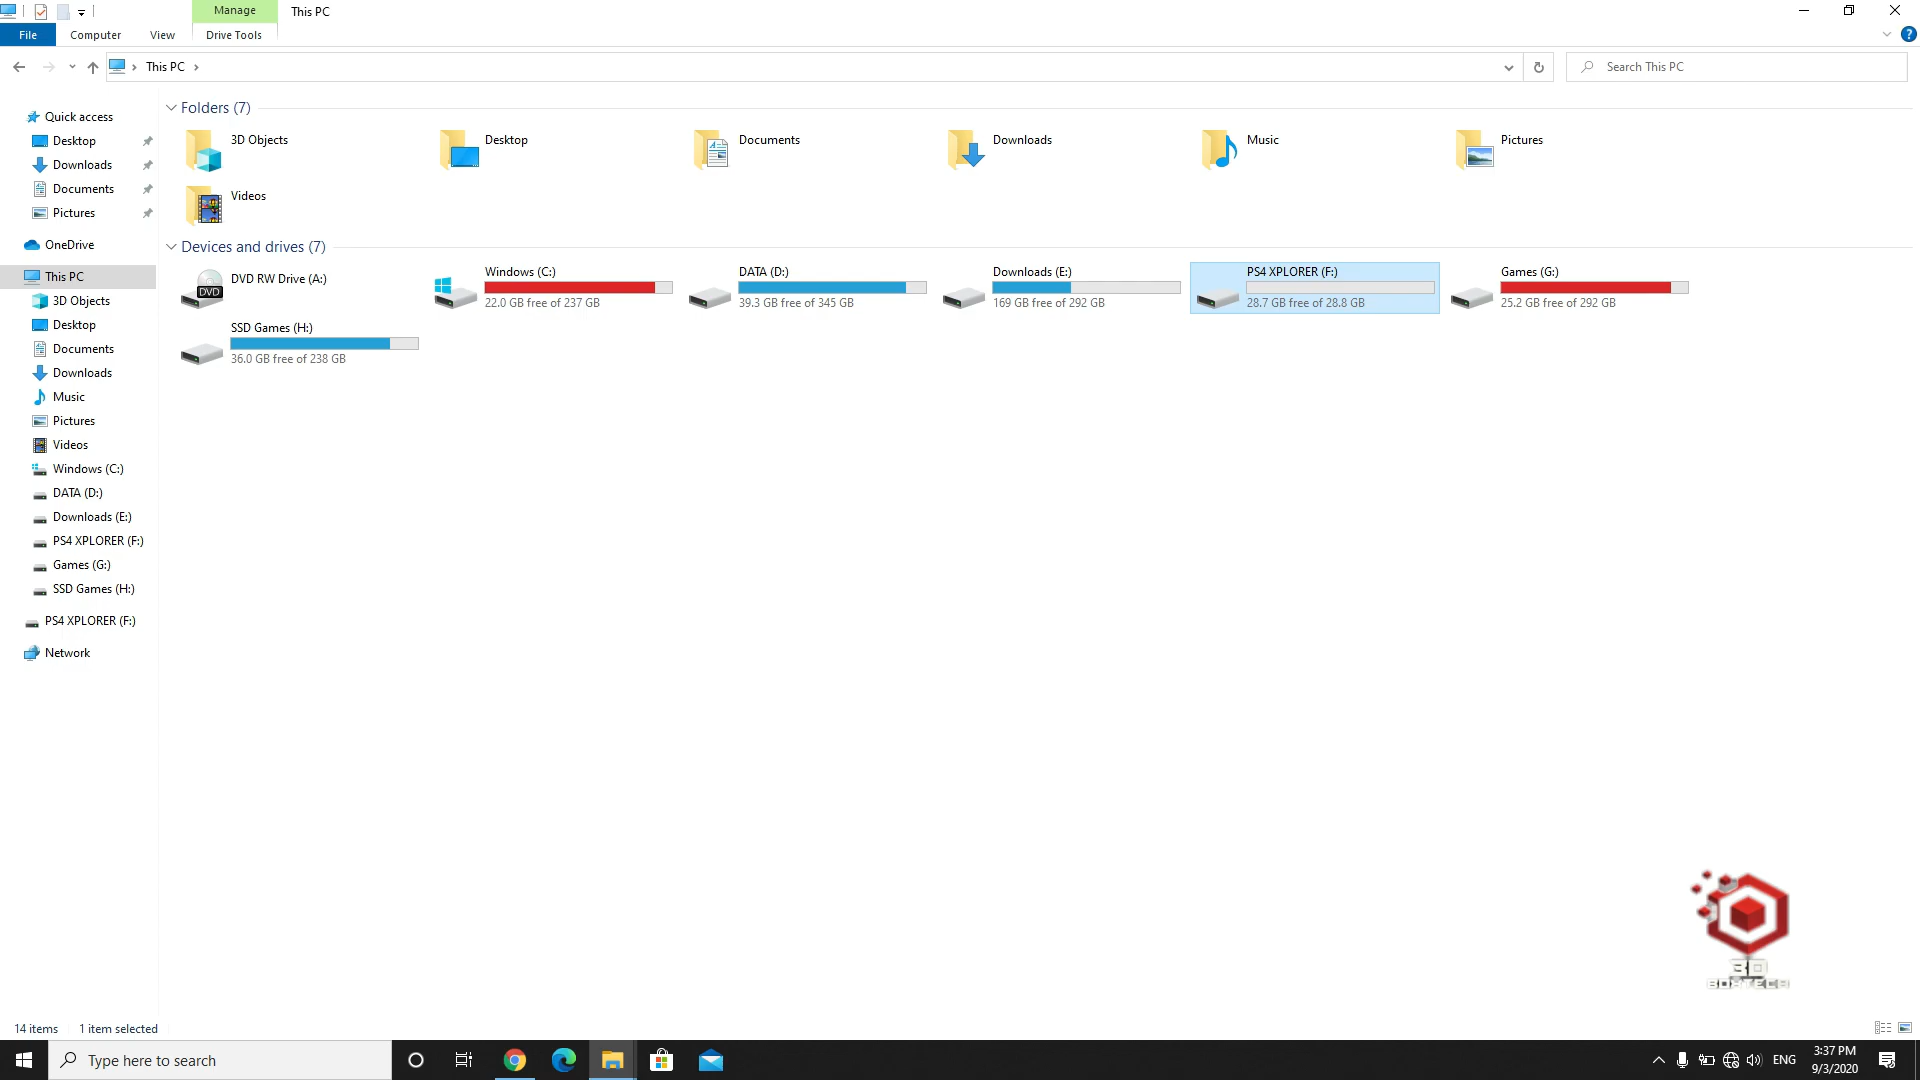 Manage
This PC
File
Computer
View
Drive Tools
?
This PC
Search This PC
Quick access
Desktop
Downloads
Documents
Pictures
OneDrive
This PC
3D Objects
Desktop
Documents
Downloads
Music
Pictures
Videos
Windows (C:)
DATA (D:)
Downloads (E:)
PS4 XPLORER (F:)
Games (G:)
SSD Games (H:)
PS4 XPLORER (F:)
Network
Folders (7)
3D Objects
Desktop
Documents
Downloads
Music
Pictures
Videos
Devices and drives (7)
DVD
DVD RW Drive (A:)
Windows (C:)
22.0 GB free of 237 GB
DATA (D:)
39.3 GB free of 345 GB
Downloads (E:)
169 GB free of 292 GB
PS4 XPLORER (F:)
28.7 GB free of 28.8 GB
Games (G:)
25.2 GB free of 292 GB
SSD Games (H:)
36.0 GB free of 238 GB
3D
14 items
1 item selected
Type here to search
ENG
3:37 PM
9/3/2020